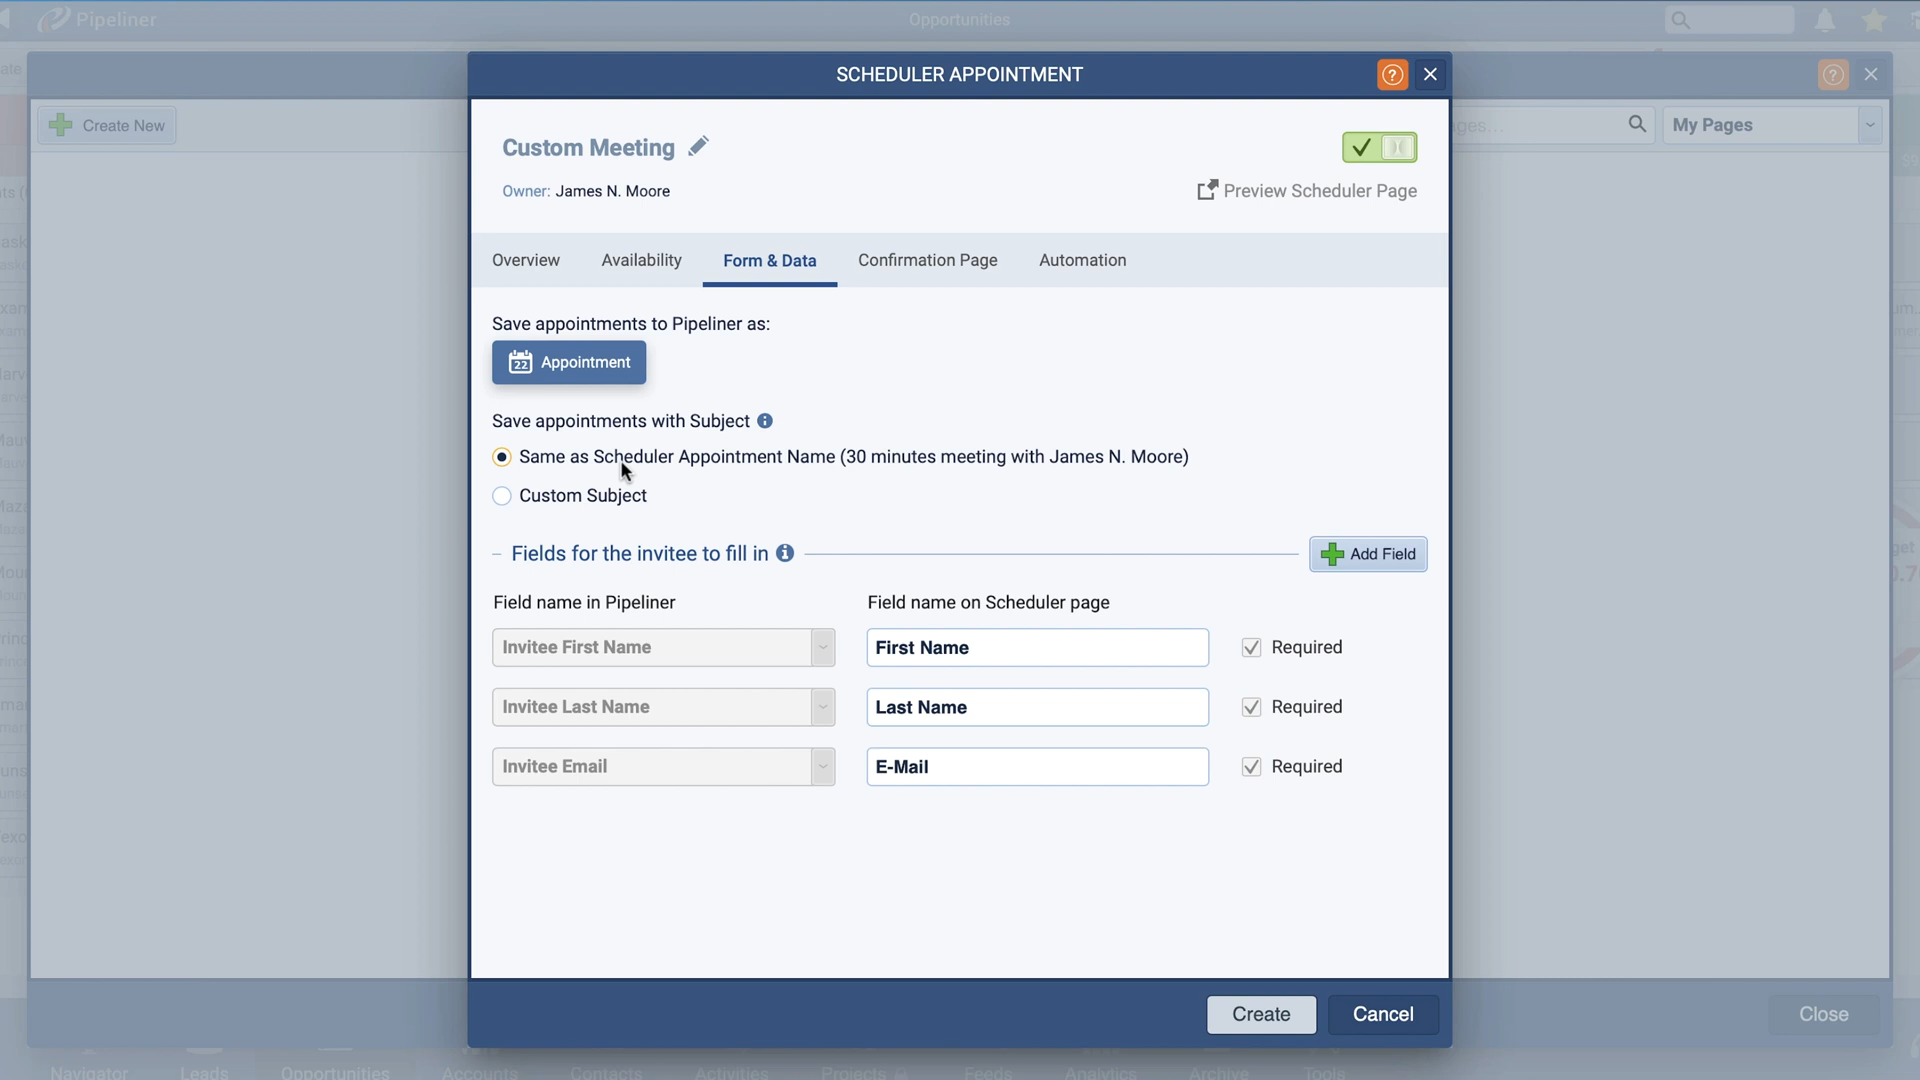 Pipeliner
Opportunities
SCHEDULER APPOINTMENT
Create New
My Pages
Custom Meeting
Owner: James N. Moore
Preview Scheduler Page
Overview
Availability
Form & Data
Confirmation Page
Automation
Save appointments to Pipeliner as:
22
Appointment
Save appointments with Subject
Same as Scheduler Appointment Name (30 minutes meeting with James N. Moore)
Custom Subject
Fields for the invitee to fill in
Add Field
Field name in Pipeliner
Field name on Scheduler page
Invitee First Name
First Name
Required
Invitee Last Name
Last Name
Required
Invitee Email
E-Mail
Required
Create
Cancel
Close
Navigator
Leads
Opportunities
Accounts
Contacts
Activities
Projects
Feeds
Analytics
Archive
Tools